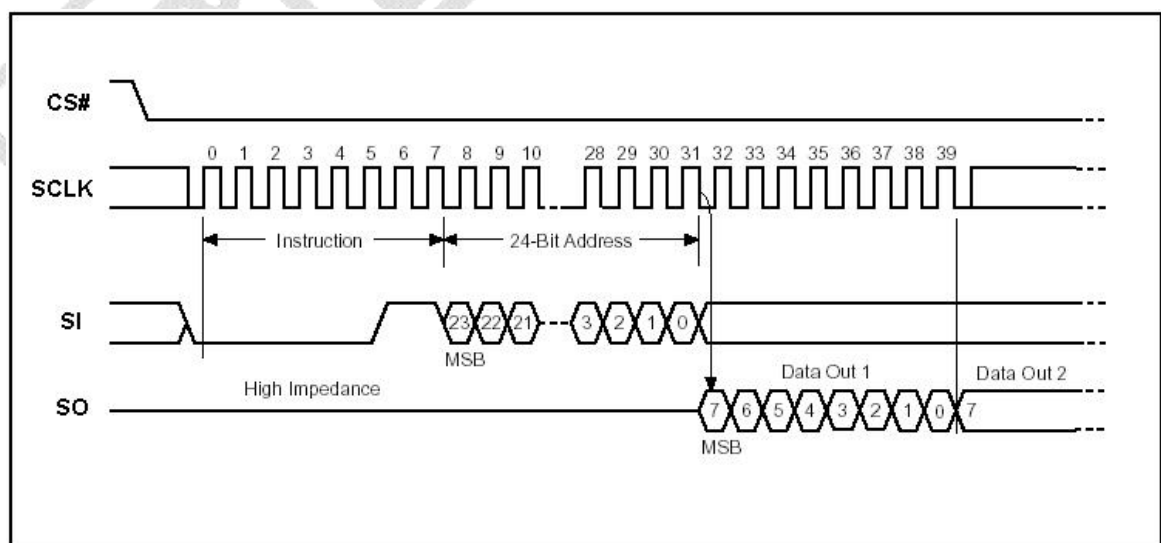 CS#
0 1 2 3 4 5 6 7 8 9 10 28 29 30 31 32 33 34 35 36 37 38 39
SCLK
Instruction 24-Bit Address
SI 23 22 21 3 2 1 0
MSB
High Impedance Data Out 1 Data Out 2
SO 7 6 5 4 3 2 1 0 7
MSB